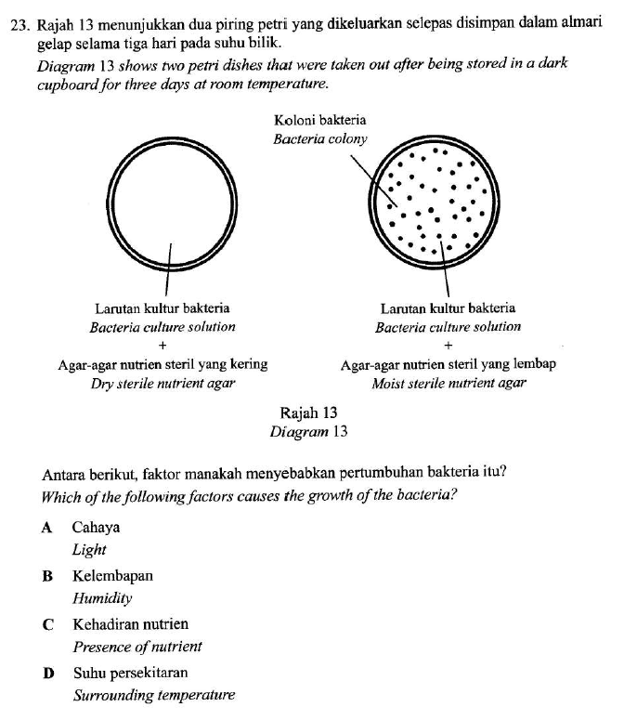 23. Rajah 13 menunjukkan dua piring petri yang dikeluarkan selepas disimpan dalam almari
gelap selama tiga hari pada suhu bilik.
Diagram 13 shows two petri dishes that were taken out after being stored in a dark
cupboard for three days at room temperature.
Koloni bakteria
Bacteria colony
Larutan kultur bakteria
Bacteria culture solution
+
Agar-agar nutrien steril yang kering
Dry sterile nutrient agar
Larutan kultur bakteria
Bacteria culture solution
+
Agar-agar nutrien steril yang lembap
Moist sterile nutrient agar
Rajah 13
Diagram 13
Antara berikut, faktor manakah menyebabkan pertumbuhan bakteria itu?
Which of the following factors causes the growth of the bacteria?
A Cahaya
Light
B Kelembapan
Humidity
C Kehadiran nutrien
Presence of nutrient
D Suhu persekitaran
Surrounding temperature